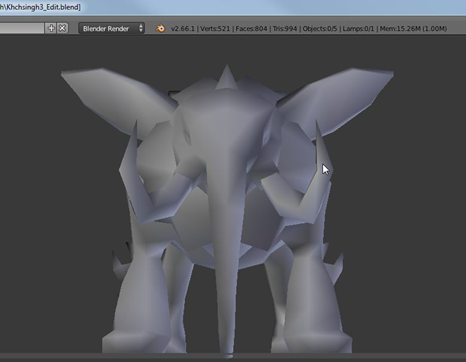 h\Khchsingh3_Edit.blend]
Blender Render
v2.66.1 | Verts:521 | Faces:804 | Tris:994 | Objects:0/5 | Lamps:0/1 | Mem:15.26M (1.00M)